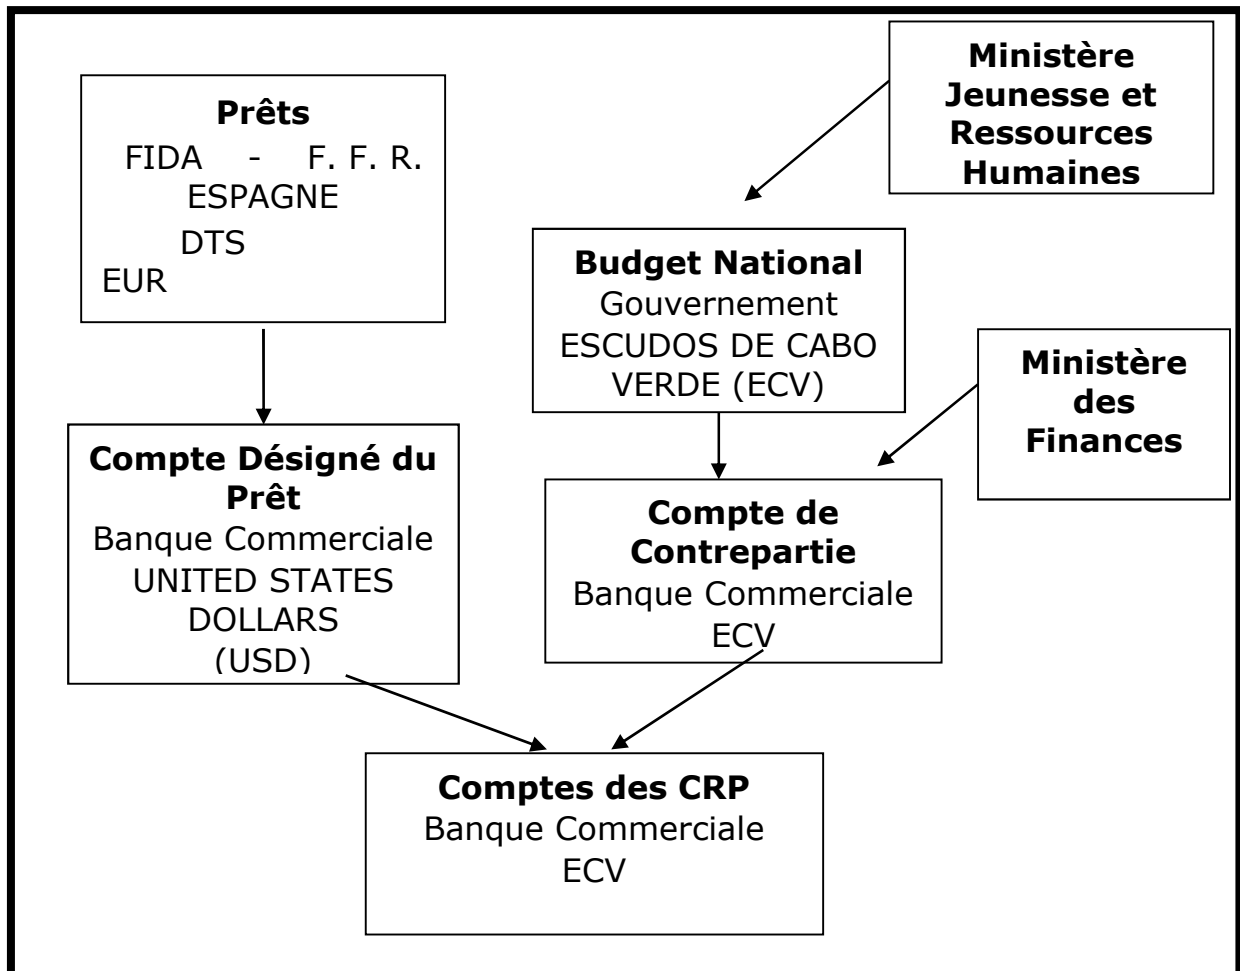 Prêts
FIDA - F. F. R.
ESPAGNE
DTS
EUR
Ministère
Jeunesse et
Ressources
Humaines
Budget National
Gouvernement
ESCUDOS DE CABO
VERDE (ECV)
Ministère
des
Finances
Compte Désigné du
Prêt
Banque Commerciale
UNITED STATES
DOLLARS
(USD)
Compte de
Contrepartie
Banque Commerciale
ECV
Comptes des CRP
Banque Commerciale
ECV